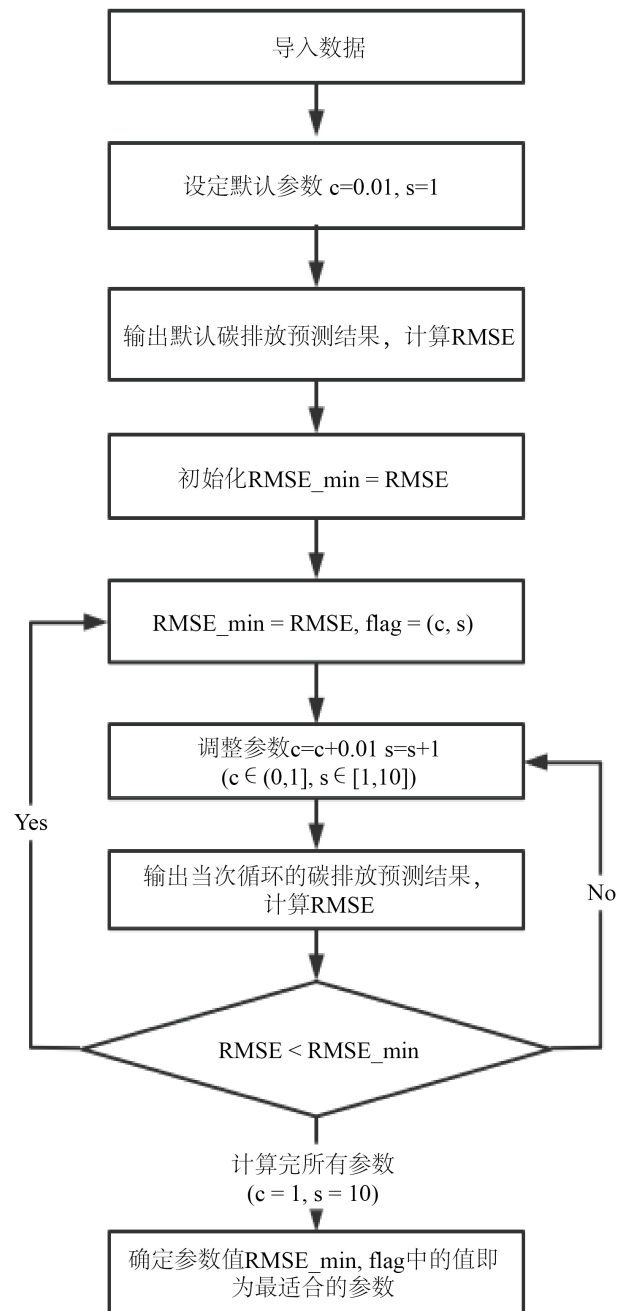 导入数据
设定默认参数 c=0.01, s=1
输出默认碳排放预测结果，计算RMSE
初始化RMSE_min = RMSE
RMSE_min = RMSE, flag = (c, s)
调整参数c=c+0.01 s=s+1
(c∈(0,1], s∈[1,10])
Yes
输出当次循环的碳排放预测结果，
计算RMSE
No
RMSE < RMSE_min
计算完所有参数
(c = 1, s = 10)
确定参数值RMSE_min, flag中的值即
为最适合的参数